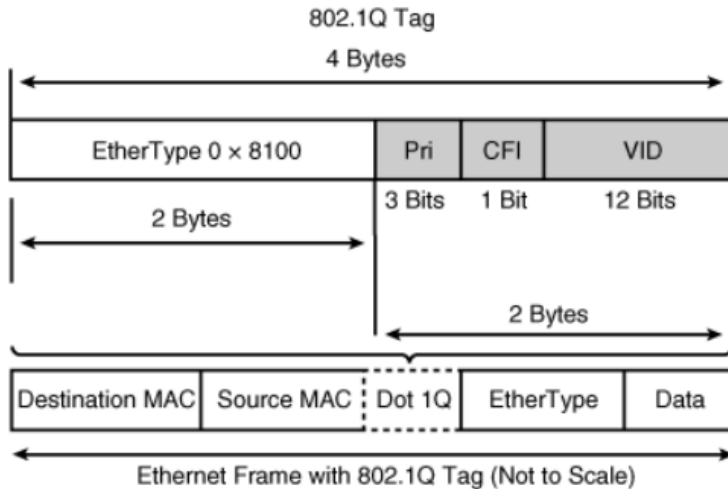 802.1Q Tag
4 Bytes
EtherType 0 × 8100 Pri CFI VID
3 Bits 1 Bit 12 Bits
2 Bytes
2 Bytes
Destination MAC Source MAC Dot 1Q EtherType Data
Ethernet Frame with 802.1Q Tag (Not to Scale)